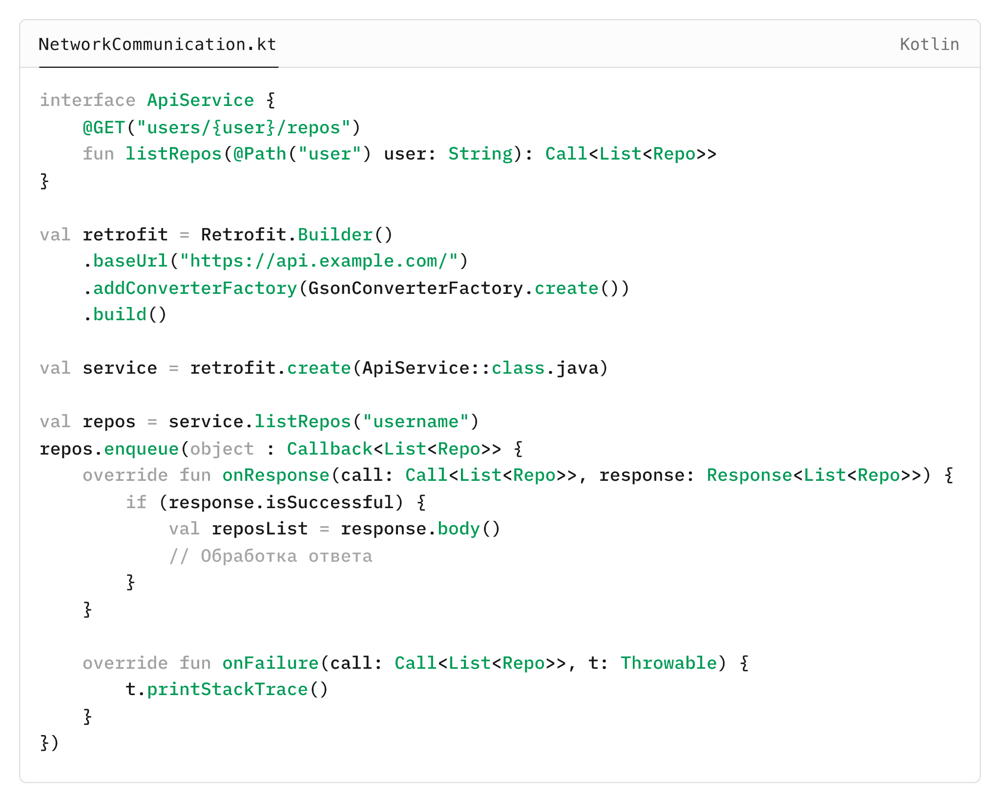 NetworkCommunication.kt
Kotlin
interface ApiService {
    @GET("users/{user}/repos")
    fun listRepos(@Path("user") user: String): Call<List<Repo>>
}
val retrofit = Retrofit.Builder()
    .baseUrl("https://api.example.com/")
    .addConverterFactory(GsonConverterFactory.create())
    .build()
val service = retrofit.create(ApiService::class.java)
val repos = service.listRepos("username")
repos.enqueue(object : Callback<List<Repo>> {
    override fun onResponse(call: Call<List<Repo>>, response: Response<List<Repo>>) {
        if (response.isSuccessful) {
            val reposList = response.body()
            // Обработка ответа
        }
    }
    override fun onFailure(call: Call<List<Repo>>, t: Throwable) {
        t.printStackTrace()
    }
})